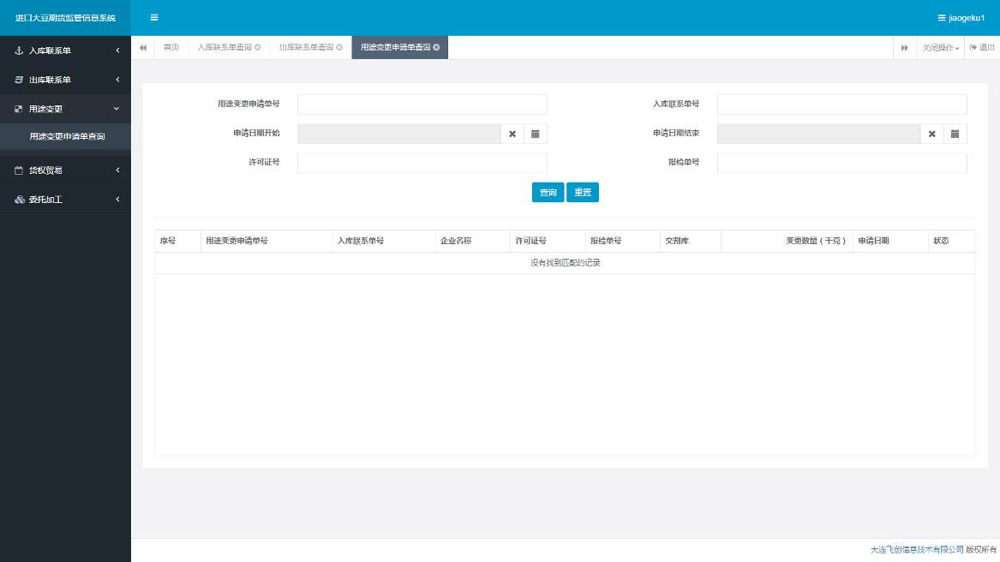 进口大豆期货监管信息系统
jiaogeku1
入库联系单
出库联系单
用途变更
用途变更申请单查询
货权贸易
委托加工
首页 入库联系单查询 出库联系单查询 用途变更申请单查询 关闭操作 退出
用途变更申请单号 入库联系单号
申请日期开始 申请日期结束
许可证号 报检单号
查询 重置
序号 用途变更申请单号 入库联系单号 企业名称 许可证号 报检单号 交割库 变更数量（千克） 申请日期 状态
没有找到匹配的记录
大连飞创信息技术有限公司 版权所有